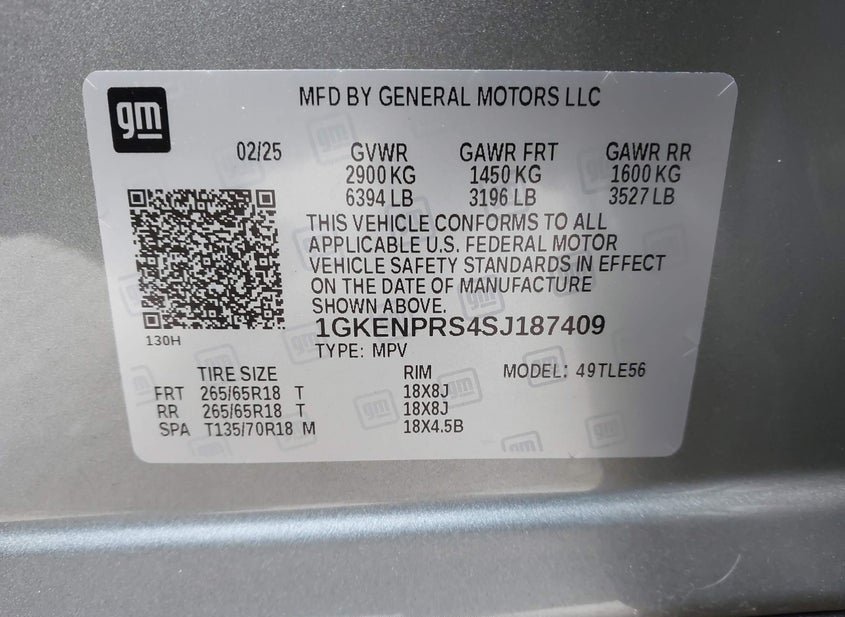 gm
MFD BY GENERAL MOTORS LLC
02/25 GVWR GAWR FRT GAWR RR
2900 KG 1450 KG 1600 KG
6394 LB 3196 LB 3527 LB
THIS VEHICLE CONFORMS TO ALL
APPLICABLE U.S. FEDERAL MOTOR
VEHICLE SAFETY STANDARDS IN EFFECT
ON THE DATE OF MANUFACTURE
SHOWN ABOVE.
130H
1GKENPRS4SJ187409
TYPE: MPV
TIRE SIZE RIM MODEL: 49TLE56
FRT 265/65R18 T 18X8J
RR 265/65R18 T 18X8J
SPA T135/70R18 M 18X4.5B